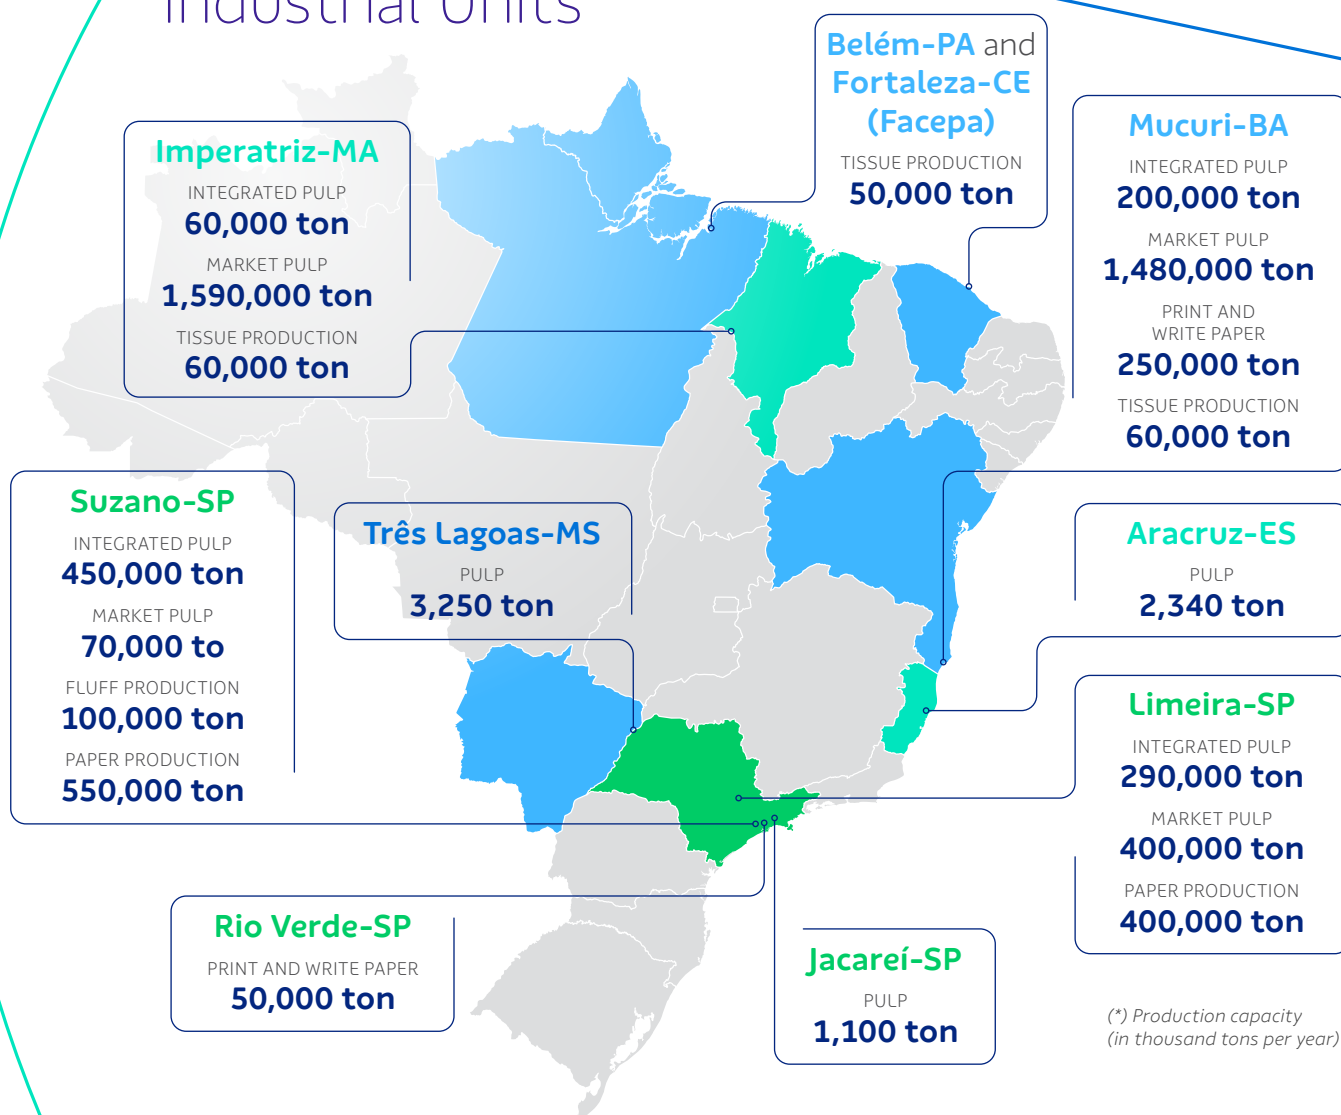 Industrial Units
Belém-PA and
Fortaleza-CE
(Facepa)
TISSUE PRODUCTION
50,000 ton
Imperatriz-MA
INTEGRATED PULP
60,000 ton
MARKET PULP
1,590,000 ton
TISSUE PRODUCTION
60,000 ton
Mucuri-BA
INTEGRATED PULP
200,000 ton
MARKET PULP
1,480,000 ton
PRINT AND
WRITE PAPER
250,000 ton
TISSUE PRODUCTION
60,000 ton
Suzano-SP
INTEGRATED PULP
450,000 ton
MARKET PULP
70,000 to
FLUFF PRODUCTION
100,000 ton
PAPER PRODUCTION
550,000 ton
Três Lagoas-MS
PULP
3,250 ton
Aracruz-ES
PULP
2,340 ton
Limeira-SP
INTEGRATED PULP
290,000 ton
MARKET PULP
400,000 ton
PAPER PRODUCTION
400,000 ton
Rio Verde-SP
PRINT AND WRITE PAPER
50,000 ton
Jacareí-SP
PULP
1,100 ton
(*) Production capacity
(in thousand tons per year)